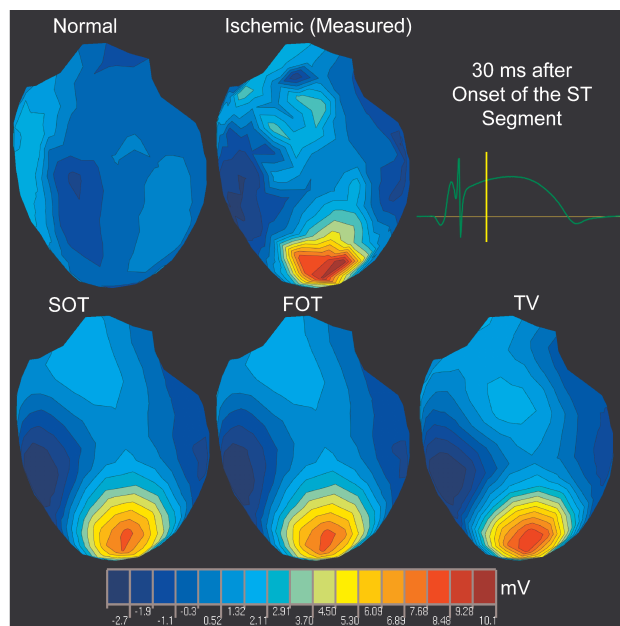 Normal
Ischemic (Measured)
30 ms after
Onset of the ST
Segment
SOT
FOT
TV
-1.9 -0.3 1.32 2.91 4.50 6.09 7.68 9.28
mV
-2.7 -1.1 0.52 2.11 3.70 5.30 6.89 8.48 10.1